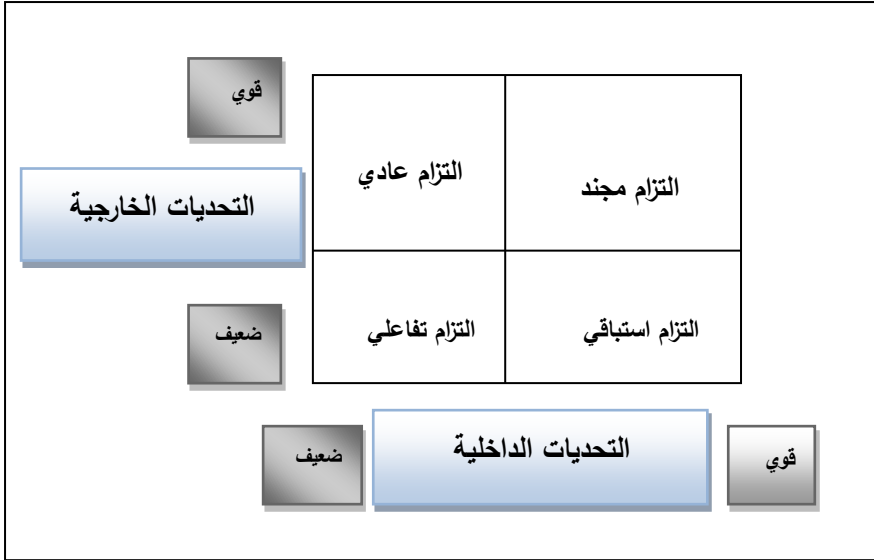 قوي
التزام مجند
التزام عادي
التحديات الخارجية
التزام استباقي
التزام تفاعلي
ضعيف
قوي
التحديات الداخلية
ضعيف